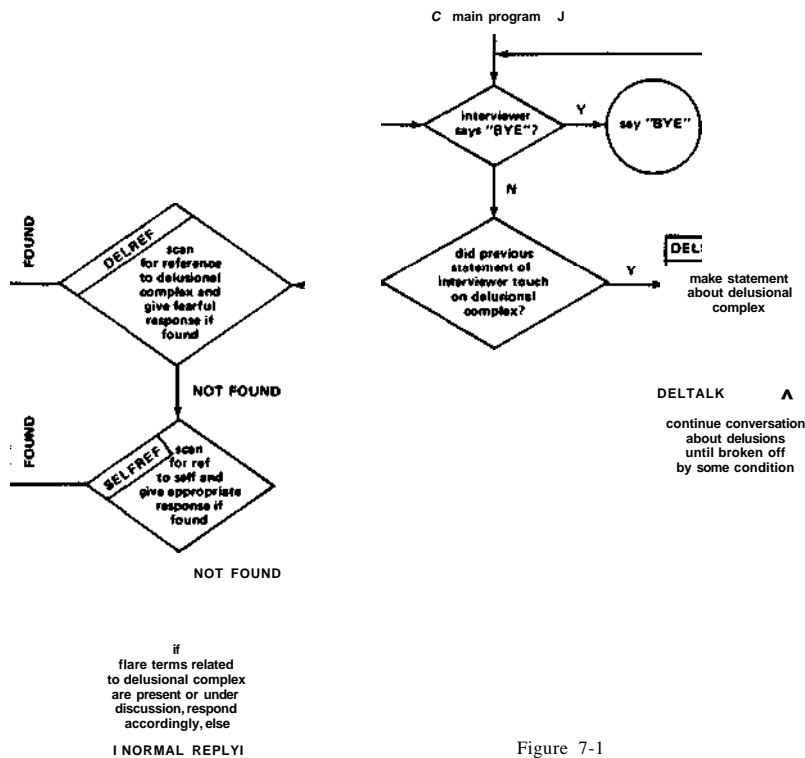 C main program J
interviewer
says "BYE"?
Y
say "BYE"
N
did previous
statement of
interviewer touch
on delusional
complex?
Y
DEL
make statement
about delusional
complex
DELTALK Λ
continue conversation
about delusions
until broken off
by some condition
FOUND
DELREF
scan
for reference
to delusional
complex and
give fearful
response if
found
NOT FOUND
FOUND
SELFREF
scan
for ref
to self and
give appropriate
response if
found
NOT FOUND
if
flare terms related
to delusional complex
are present or under
discussion, respond
accordingly, else
I NORMAL REPLYI
Figure 7-1